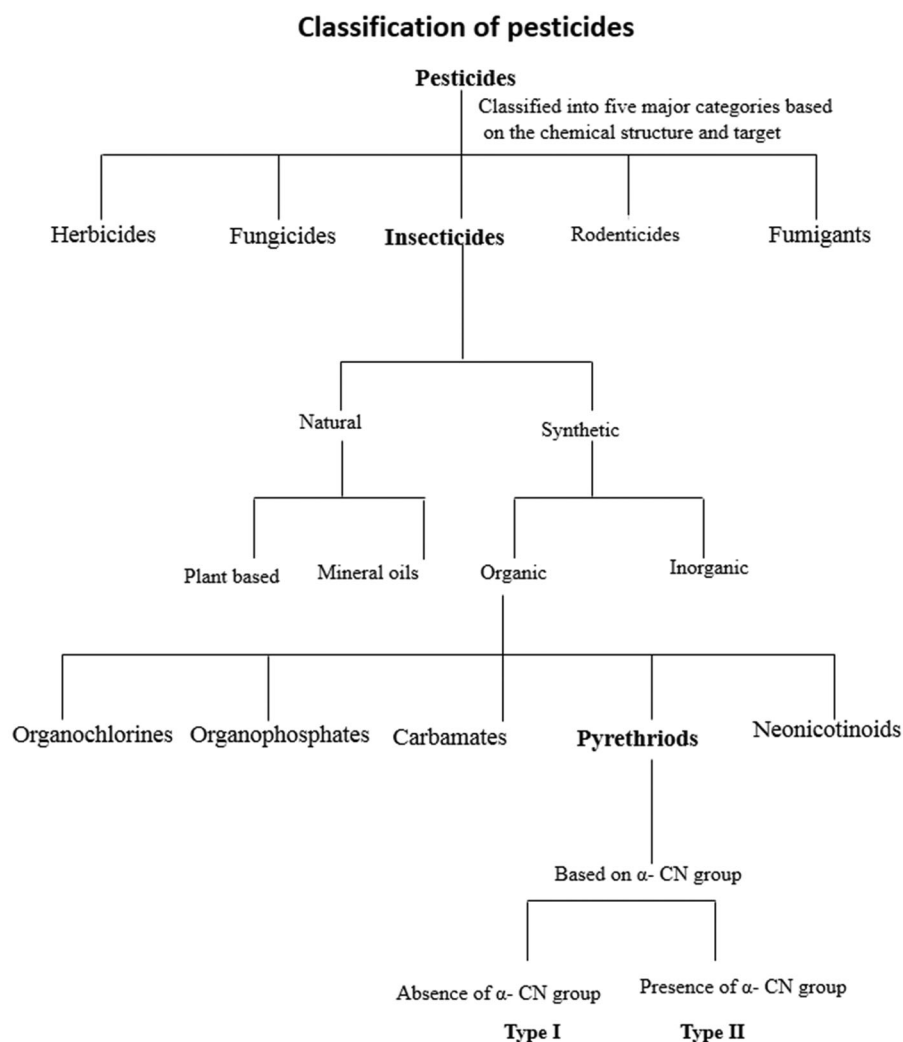 Classification of pesticides
Pesticides
Classified into five major categories based
on the chemical structure and target
Herbicides
Fungicides
Insecticides
Rodenticides
Fumigants
Natural
Synthetic
Plant based
Mineral oils
Organic
Inorganic
Organochlorines
Organophosphates
Carbamates
Pyrethriods
Neonicotinoids
Based on α- CN group
Absence of α- CN group
Presence of α- CN group
Type I
Type II